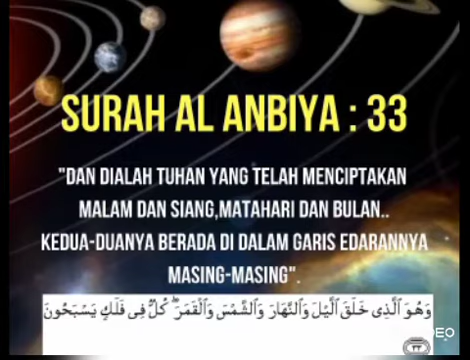 SURAH AL ANBIYA : 33
"DAN DIALAH TUHAN YANG TELAH MENCIPTAKAN
MALAM DAN SIANG,MATAHARI DAN BULAN..
KEDUA-DUANYA BERADA DI DALAM GARIS EDARANNYA
MASING-MASING".
وَهُوَ ٱلَّذِى خَلَقَ ٱلَّيْلَ وَٱلنَّهَارَ وَٱلشَّمْسَ وَٱلْقَمَرَ ۖ كُلٌّ فِى فَلَكٍ يَسْبَحُونَ
٣٣